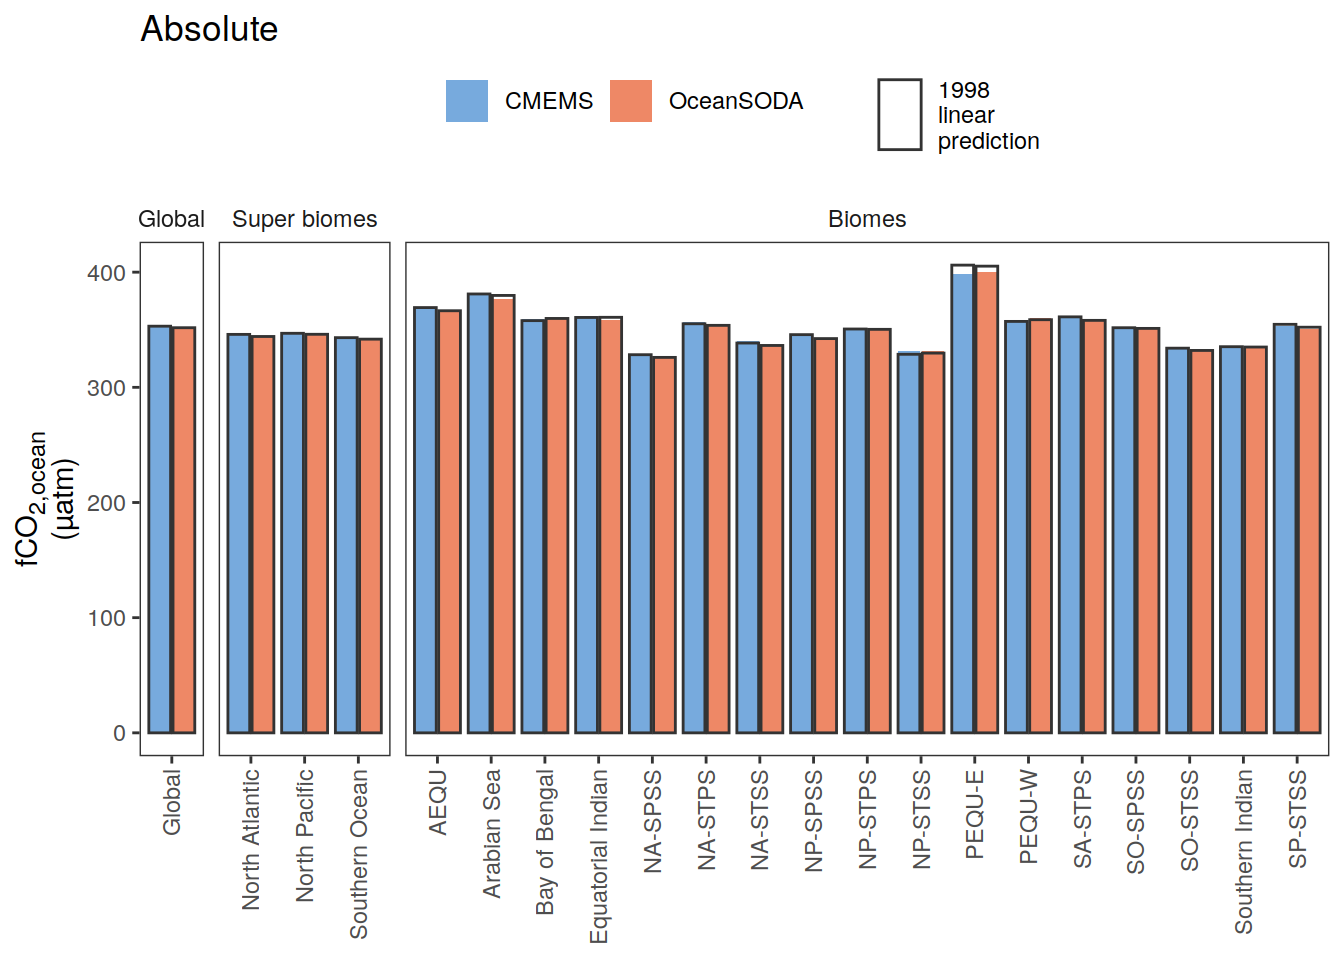 Absolute
CMEMS
OceanSODA
1998
linear
prediction
Global
Super biomes
Biomes
fCO2,ocean
(µatm)
400
300
200
100
0
Global
North Atlantic
North Pacific
Southern Ocean
AEQU
Arabian Sea
Bay of Bengal
Equatorial Indian
NA-SPSS
NA-STPS
NA-STSS
NP-SPSS
NP-STPS
NP-STSS
PEQU-E
PEQU-W
SA-STPS
SO-SPSS
SO-STSS
Southern Indian
SP-STSS